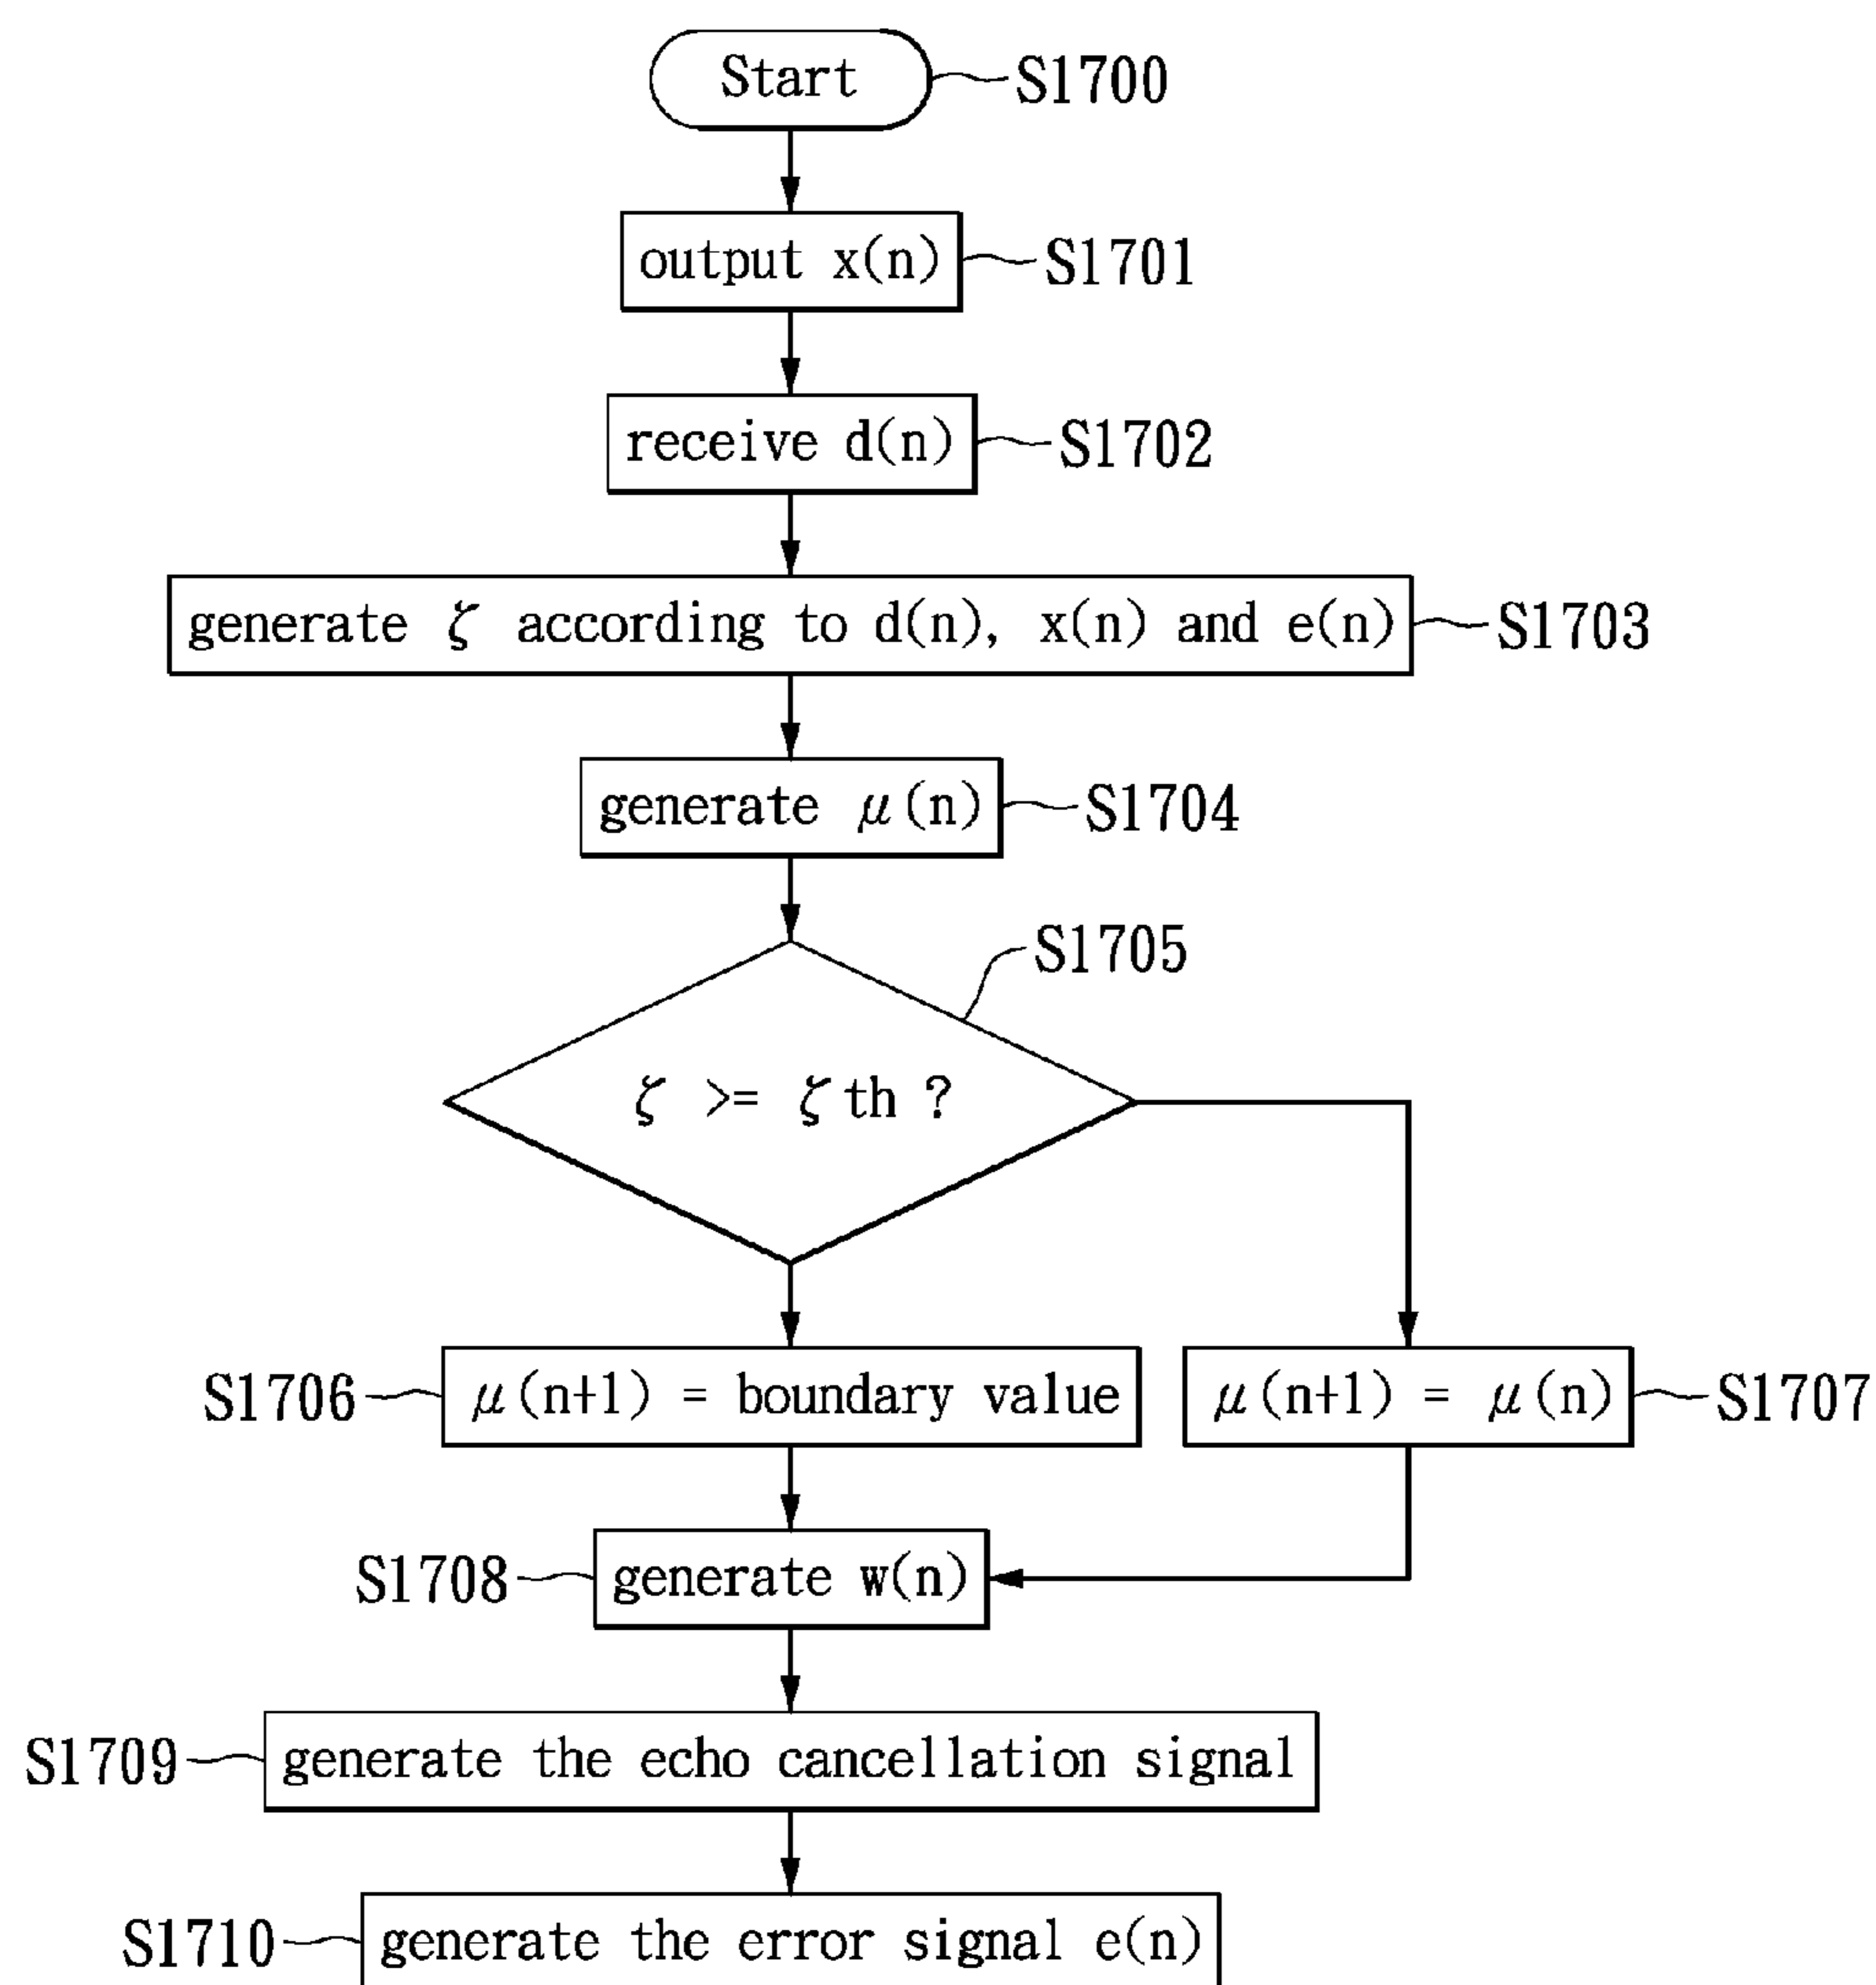 Start S1700
output x(n) S1701
receive d(n) S1702
generate ζ according to d(n), x(n) and e(n) S1703
generate μ(n) S1704
S1705
ζ >= ζth ?
S1706 μ(n+1) = boundary value μ(n+1) = μ(n) S1707
S1708 generate w(n)
S1709 generate the echo cancellation signal
S1710 generate the error signal e(n)